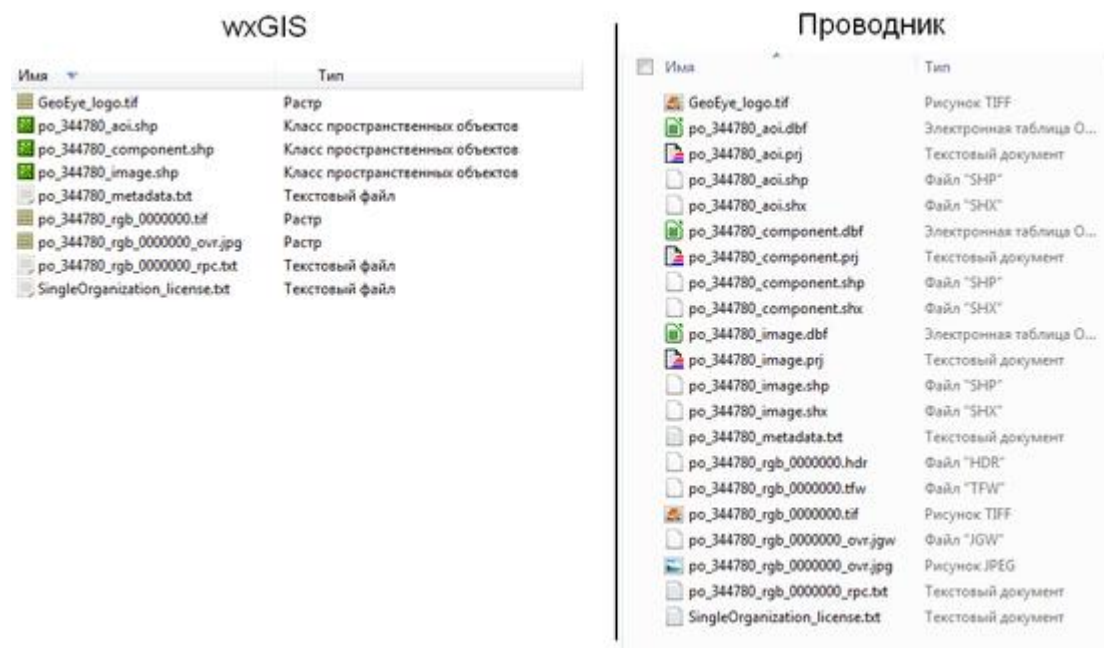 wxGIS
Имя Тип
GeoEye_logo.tif Растр
po_344780_aoi.shp Класс пространственных объектов
po_344780_component.shp Класс пространственных объектов
po_344780_image.shp Класс пространственных объектов
po_344780_metadata.txt Текстовый файл
po_344780_rgb_0000000.tif Растр
po_344780_rgb_0000000_ovr.jpg Растр
po_344780_rgb_0000000_rpc.txt Текстовый файл
SingleOrganization_license.txt Текстовый файл
Проводник
Имя Тип
GeoEye_logo.tif Рисунок TIFF
po_344780_aoi.dbf Электронная таблица O...
po_344780_aoi.prj Текстовый документ
po_344780_aoi.shp Файл "SHP"
po_344780_aoi.shx Файл "SHX"
po_344780_component.dbf Электронная таблица O...
po_344780_component.prj Текстовый документ
po_344780_component.shp Файл "SHP"
po_344780_component.shx Файл "SHX"
po_344780_image.dbf Электронная таблица O...
po_344780_image.prj Текстовый документ
po_344780_image.shp Файл "SHP"
po_344780_image.shx Файл "SHX"
po_344780_metadata.txt Текстовый документ
po_344780_rgb_0000000.hdr Файл "HDR"
po_344780_rgb_0000000.tfw Файл "TFW"
po_344780_rgb_0000000.tif Рисунок TIFF
po_344780_rgb_0000000_ovr.jgw Файл "JGW"
po_344780_rgb_0000000_ovr.jpg Рисунок JPEG
po_344780_rgb_0000000_rpc.txt Текстовый документ
SingleOrganization_license.txt Текстовый документ